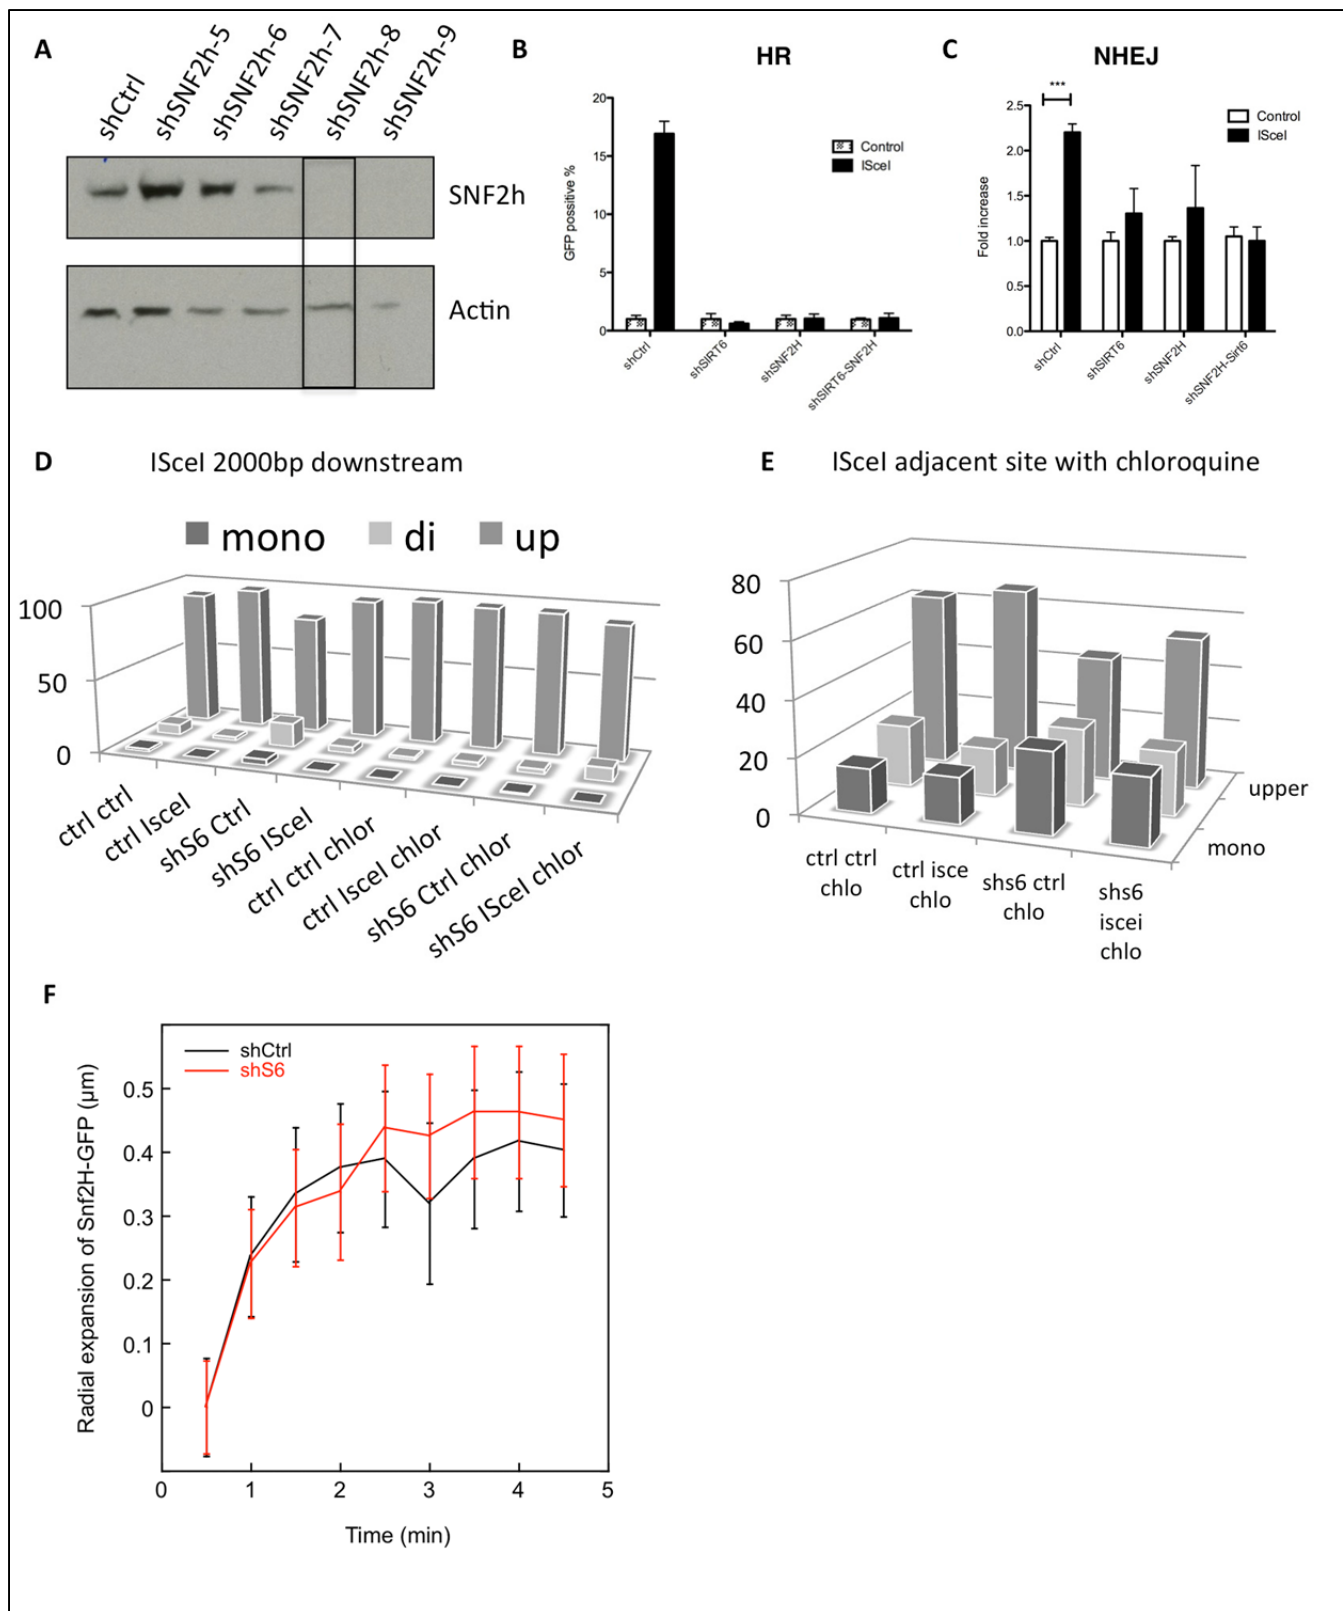 A
shCtrl
shSNF2h-5
shSNF2h-6
shSNF2h-7
shSNF2h-8
shSNF2h-9
SNF2h
Actin
B
HR
20
15
10
5
0
GFP possitive %
Control
ISceI
shCtrl
shSIRT6
shSNF2H
shSIRT6-SNF2H
C
NHEJ
***
2.5
2.0
1.5
1.0
0.5
0.0
Fold increase
Control
ISceI
shCtrl
shSIRT6
shSNF2H
shSNF2H-Sirt6
D
ISceI 2000bp downstream
mono di up
100
50
0
ctrl ctrl
ctrl IsceI
shS6 Ctrl
shS6 ISceI
ctrl ctrl chlor
ctrl IsceI chlor
shS6 Ctrl chlor
shS6 ISceI chlor
E
ISceI adjacent site with chloroquine
80
60
40
20
0
upper
mono
ctrl ctrl
chlo
ctrl isce
chlo
shs6 ctrl
chlo
shs6
iscei
chlo
F
shCtrl
shS6
Radial expansion of Snf2H-GFP (µm)
0.5
0.4
0.3
0.2
0.1
0
0 1 2 3 4 5
Time (min)